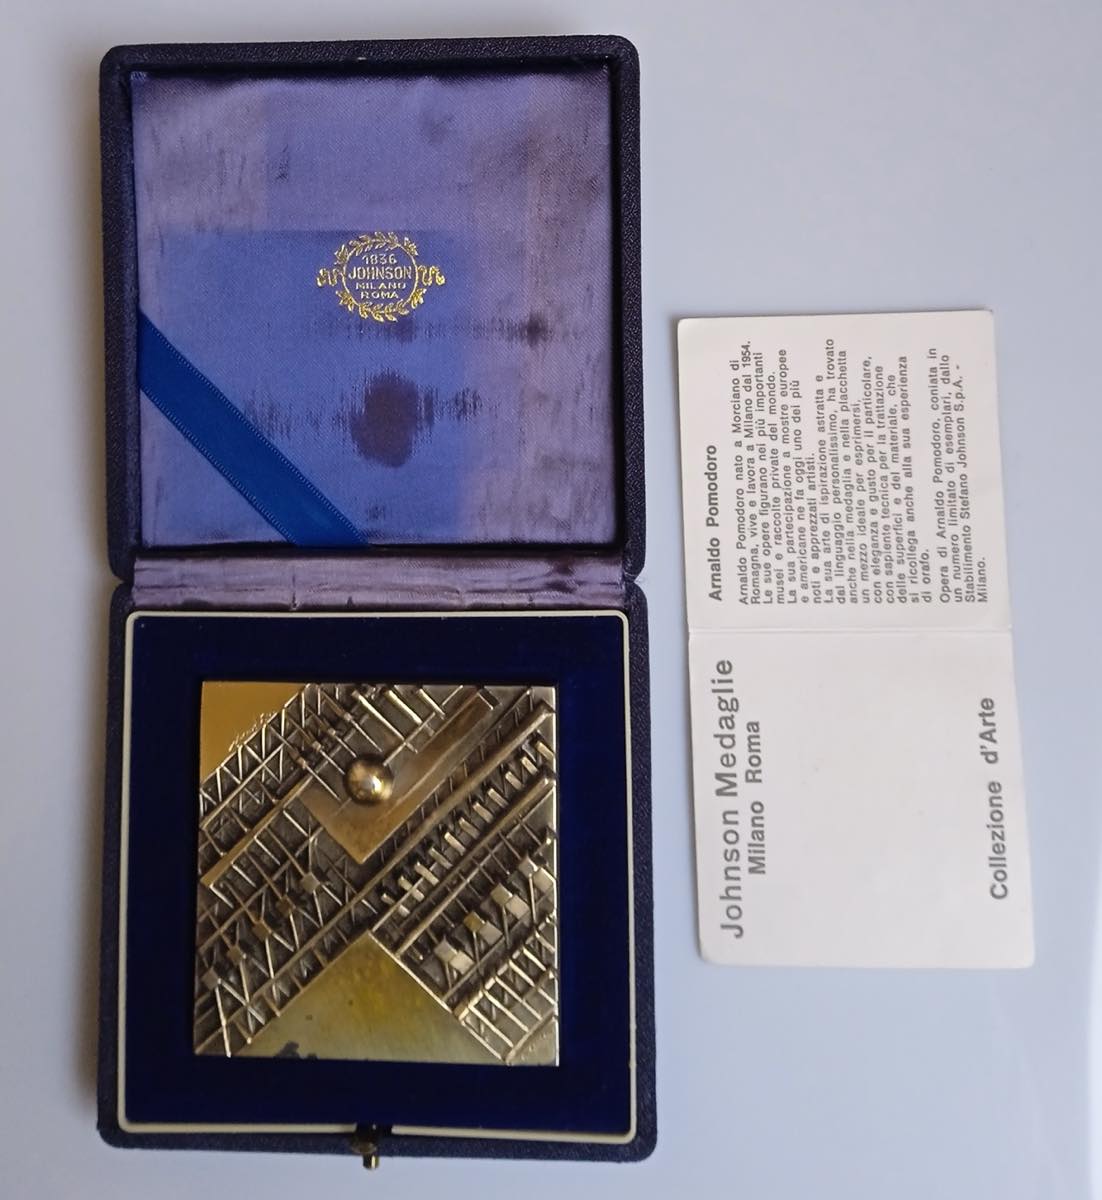 1836
JOHNSON
MILANO
ROMA
Arnaldo Pomodoro
Arnaldo Pomodoro nato a Morciano di
Romagna, vive e lavora a Milano dal 1954.
Le sue opere figurano nei più importanti
musei e raccolte private del mondo.
La sua partecipazione a mostre europee
e americane ne fa oggi uno dei più
noti e apprezzati artisti.
La sua arte di ispirazione astratta e
dal linguaggio personalissimo, ha trovato
anche nella medaglia e nella placchetta
un mezzo ideale per esprimersi,
con eleganza e gusto per il particolare,
con sapiente tecnica per la trattazione
delle superfici e del materiale, che
si ricollega anche alla sua esperienza
di orafo.
Opera di Arnaldo Pomodoro, coniata in
un numero limitato di esemplari, dallo
Stabilimento Stefano Johnson S.p.A. -
Milano.
Johnson Medaglie
Milano Roma
Collezione d'Arte